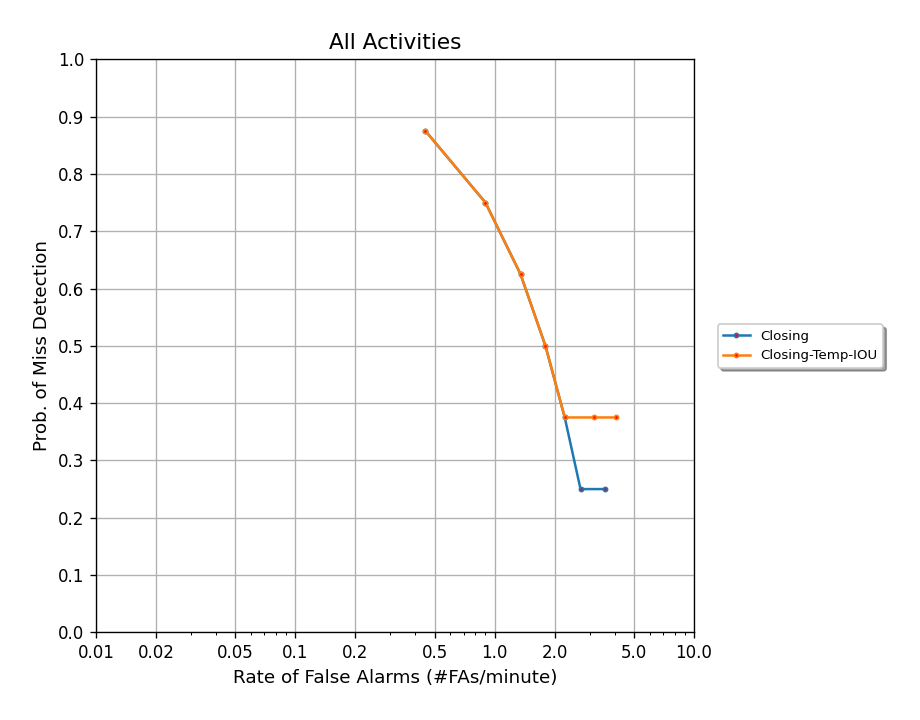 All Activities
1.0
0.9
0.8
0.7
0.6
0.5
0.4
0.3
0.2
0.1
0.0
Prob. of Miss Detection
0.01 0.02 0.05 0.1 0.2 0.5 1.0 2.0 5.0 10.0
Rate of False Alarms (#FAs/minute)
Closing
Closing-Temp-IOU